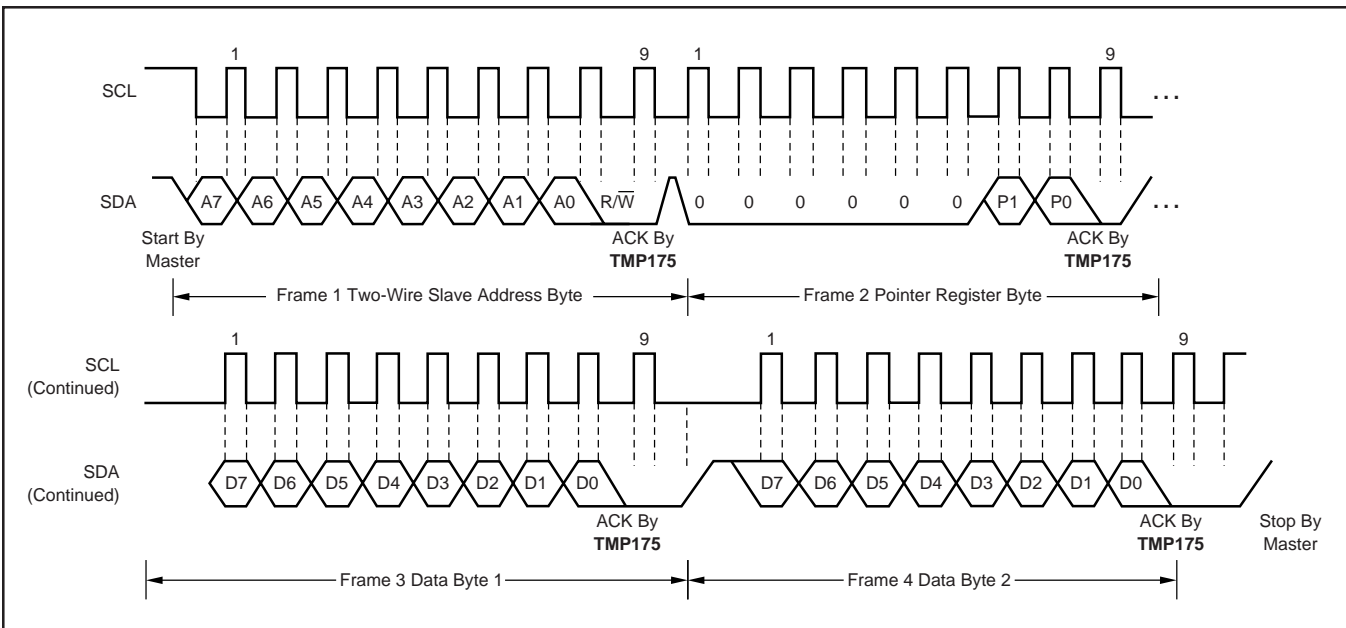 1 9 1 9
SCL
...
SDA A7 A6 A5 A4 A3 A2 A1 A0 R/W̅ 0 0 0 0 0 0 P1 P0 ...
Start By
Master
ACK By
TMP175
ACK By
TMP175
Frame 1 Two-Wire Slave Address Byte
Frame 2 Pointer Register Byte
1 9 1 9
SCL
(Continued)
SDA
(Continued)
D7 D6 D5 D4 D3 D2 D1 D0 D7 D6 D5 D4 D3 D2 D1 D0
ACK By
TMP175
ACK By
TMP175
Stop By
Master
Frame 3 Data Byte 1
Frame 4 Data Byte 2